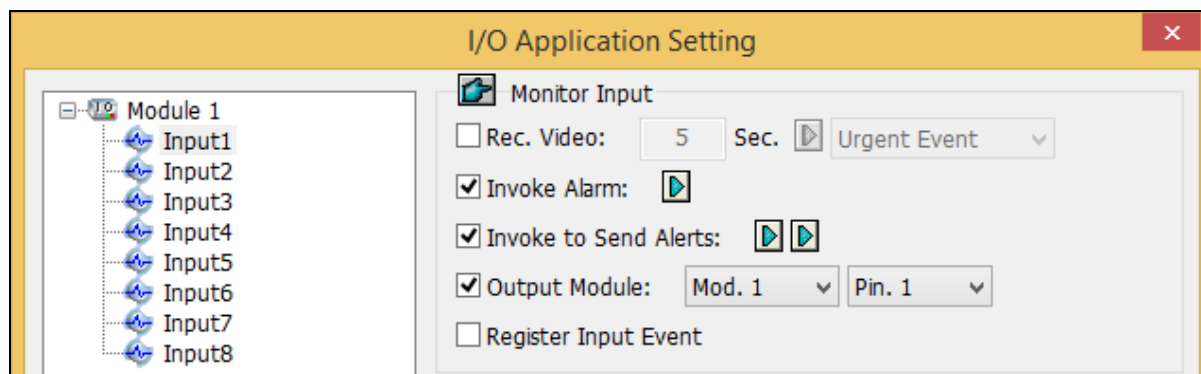 I/O Application Setting
Module 1
Input1
Input2
Input3
Input4
Input5
Input6
Input7
Input8
Monitor Input
Rec. Video: 5 Sec. Urgent Event
Invoke Alarm:
Invoke to Send Alerts:
Output Module: Mod. 1 Pin. 1
Register Input Event